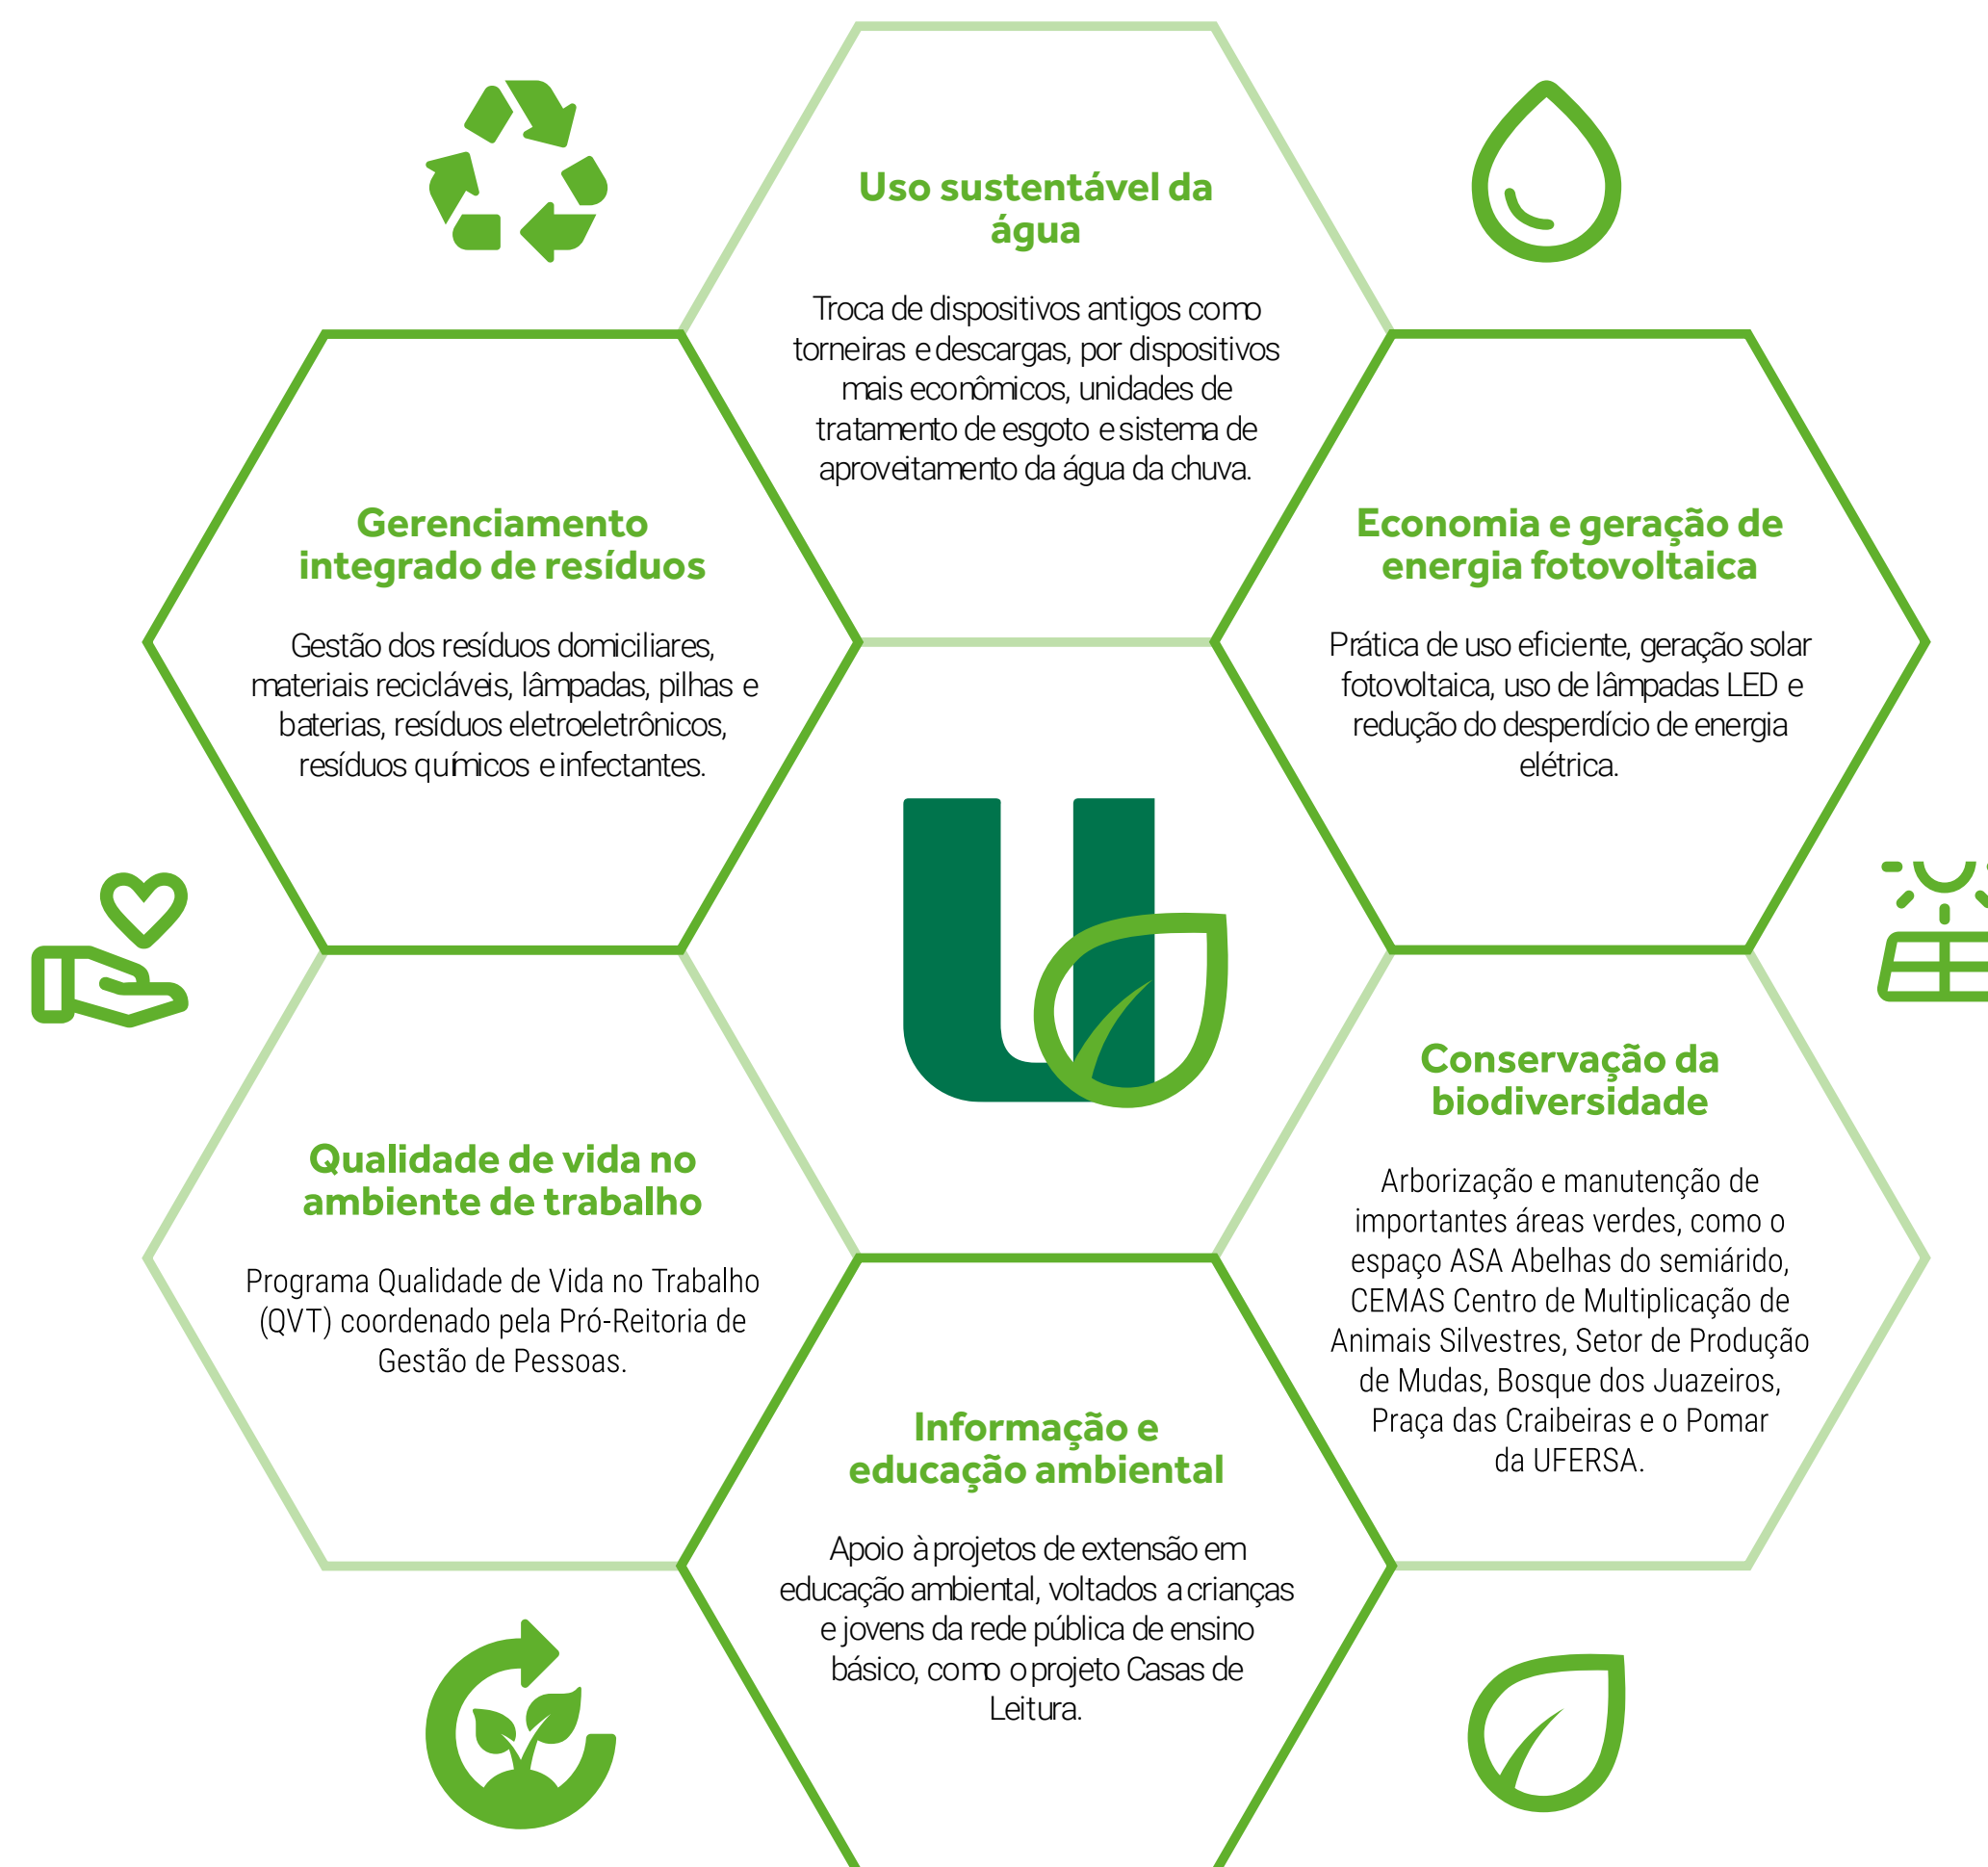 Uso sustentável da
água
Troca de dispositivos antigos como
torneiras e descargas, por dispositivos
mais econômicos, unidades de
tratamento de esgoto e sistema de
aproveitamento da água da chuva.
Gerenciamento
integrado de resíduos
Gestão dos resíduos domiciliares,
materiais recicláveis, lâmpadas, pilhas e
baterias, resíduos eletroeletrônicos,
resíduos químicos e infectantes.
Economia e geração de
energia fotovoltaica
Prática de uso eficiente, geração solar
fotovoltaica, uso de lâmpadas LED e
redução do desperdício de energia
elétrica.
U
Qualidade de vida no
ambiente de trabalho
Programa Qualidade de Vida no Trabalho
(QVT) coordenado pela Pró-Reitoria de
Gestão de Pessoas.
Conservação da
biodiversidade
Arborização e manutenção de
importantes áreas verdes, como o
espaço ASA Abelhas do semiárido,
CEMAS Centro de Multiplicação de
Animais Silvestres, Setor de Produção
de Mudas, Bosque dos Juazeiros,
Praça das Craibeiras e o Pomar
da UFERSA.
Informação e
educação ambiental
Apoio à projetos de extensão em
educação ambiental, voltados a crianças
e jovens da rede pública de ensino
básico, como o projeto Casas de
Leitura.